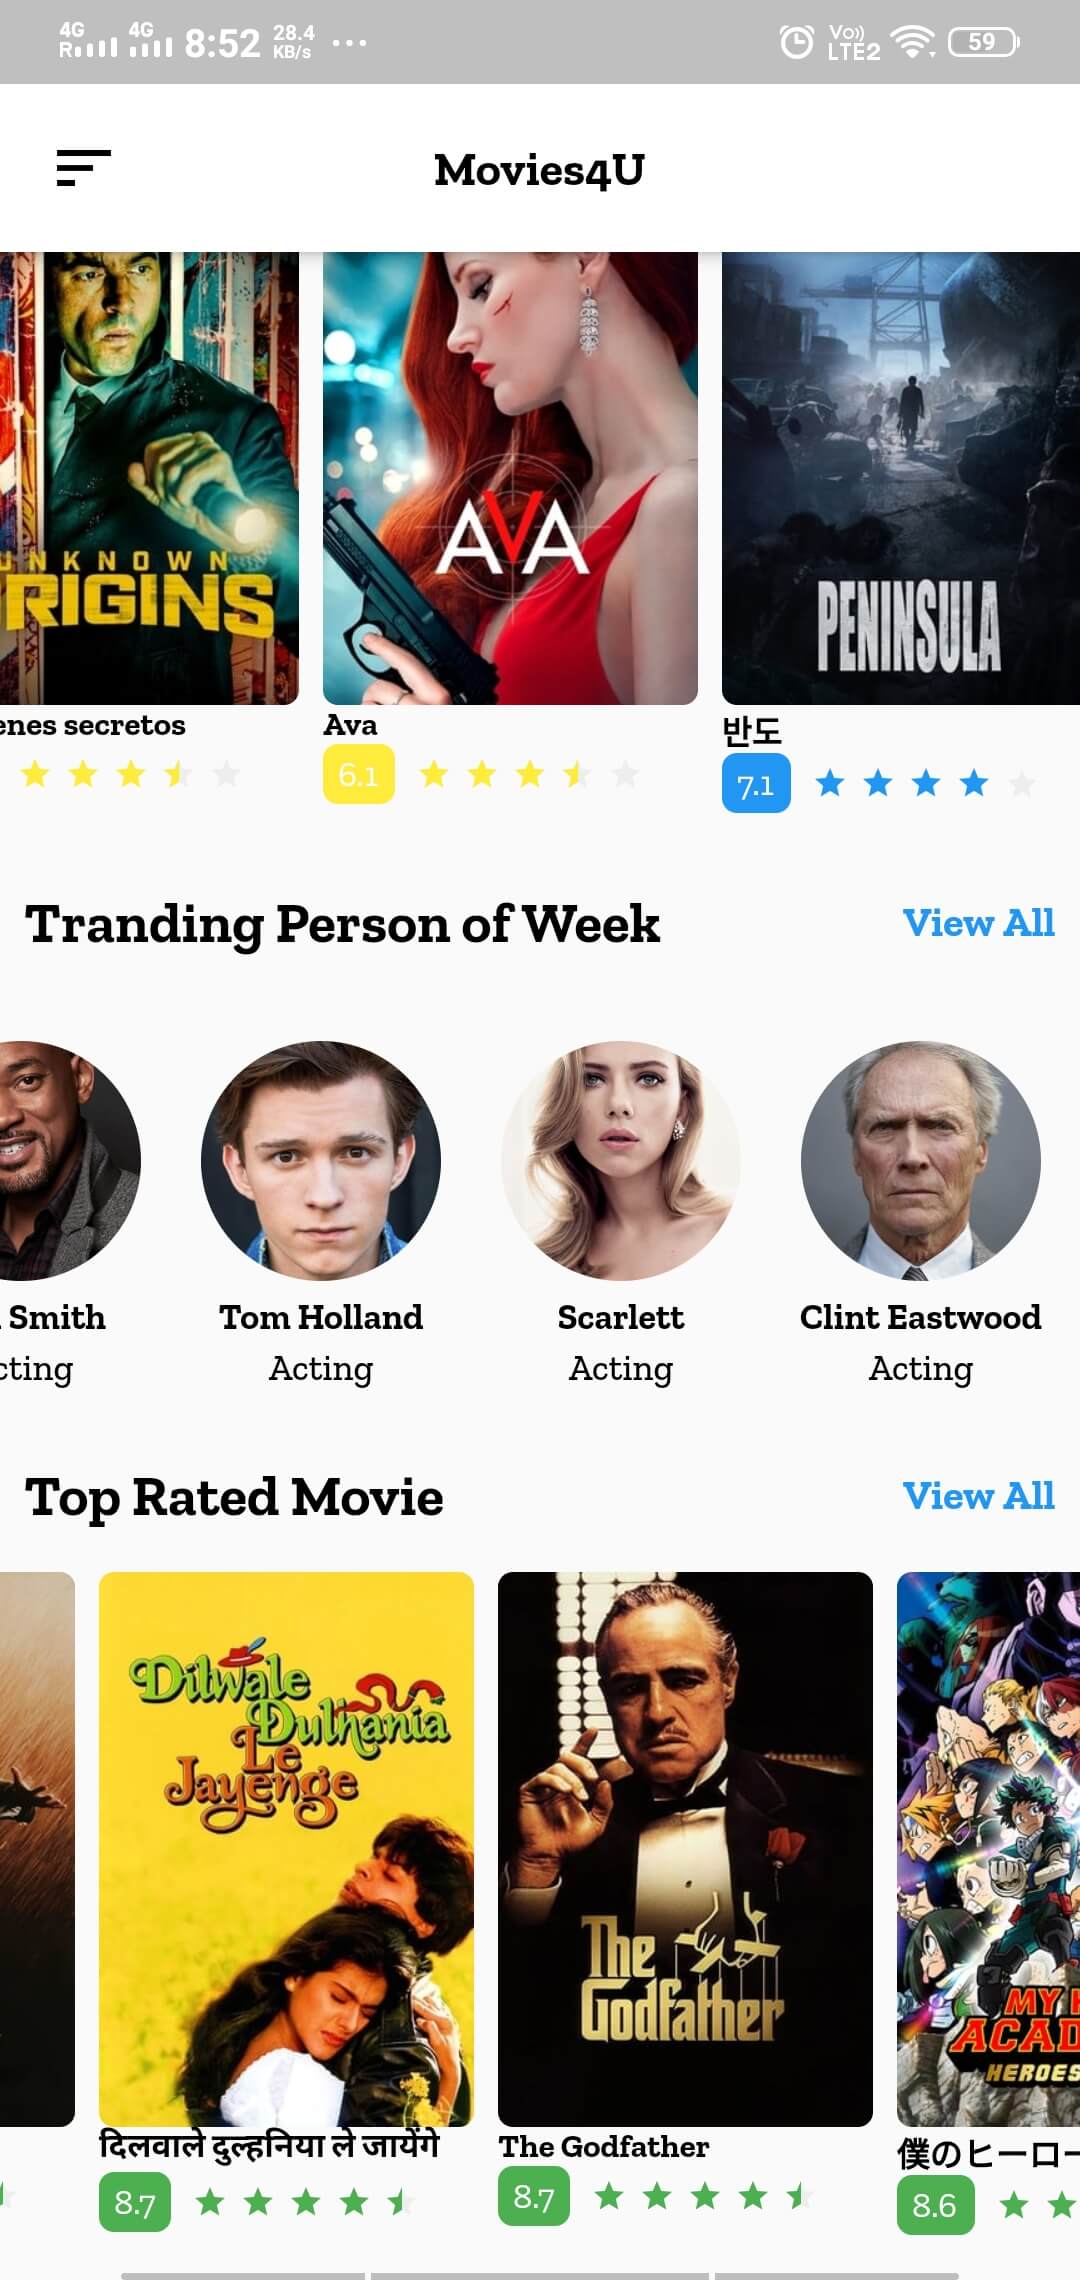 4G 4G 8:52 28.4 KB/s ... Vo)) LTE2 59
R
Movies4U
UNKNOWN
RIGINS
AVA
PENINSULA
enes secretos
Ava
반도
6.1
7.1
Tranding Person of Week
View All
Smith
Tom Holland
Scarlett
Clint Eastwood
cting
Acting
Acting
Acting
Top Rated Movie
View All
Dilwale
Dulhania
Le
Jayenge
The
Godfather
MY H
ACAD
HEROES
दिलवाले दुल्हनिया ले जायेंगे
The Godfather
僕のヒーロー
8.7
8.7
8.6